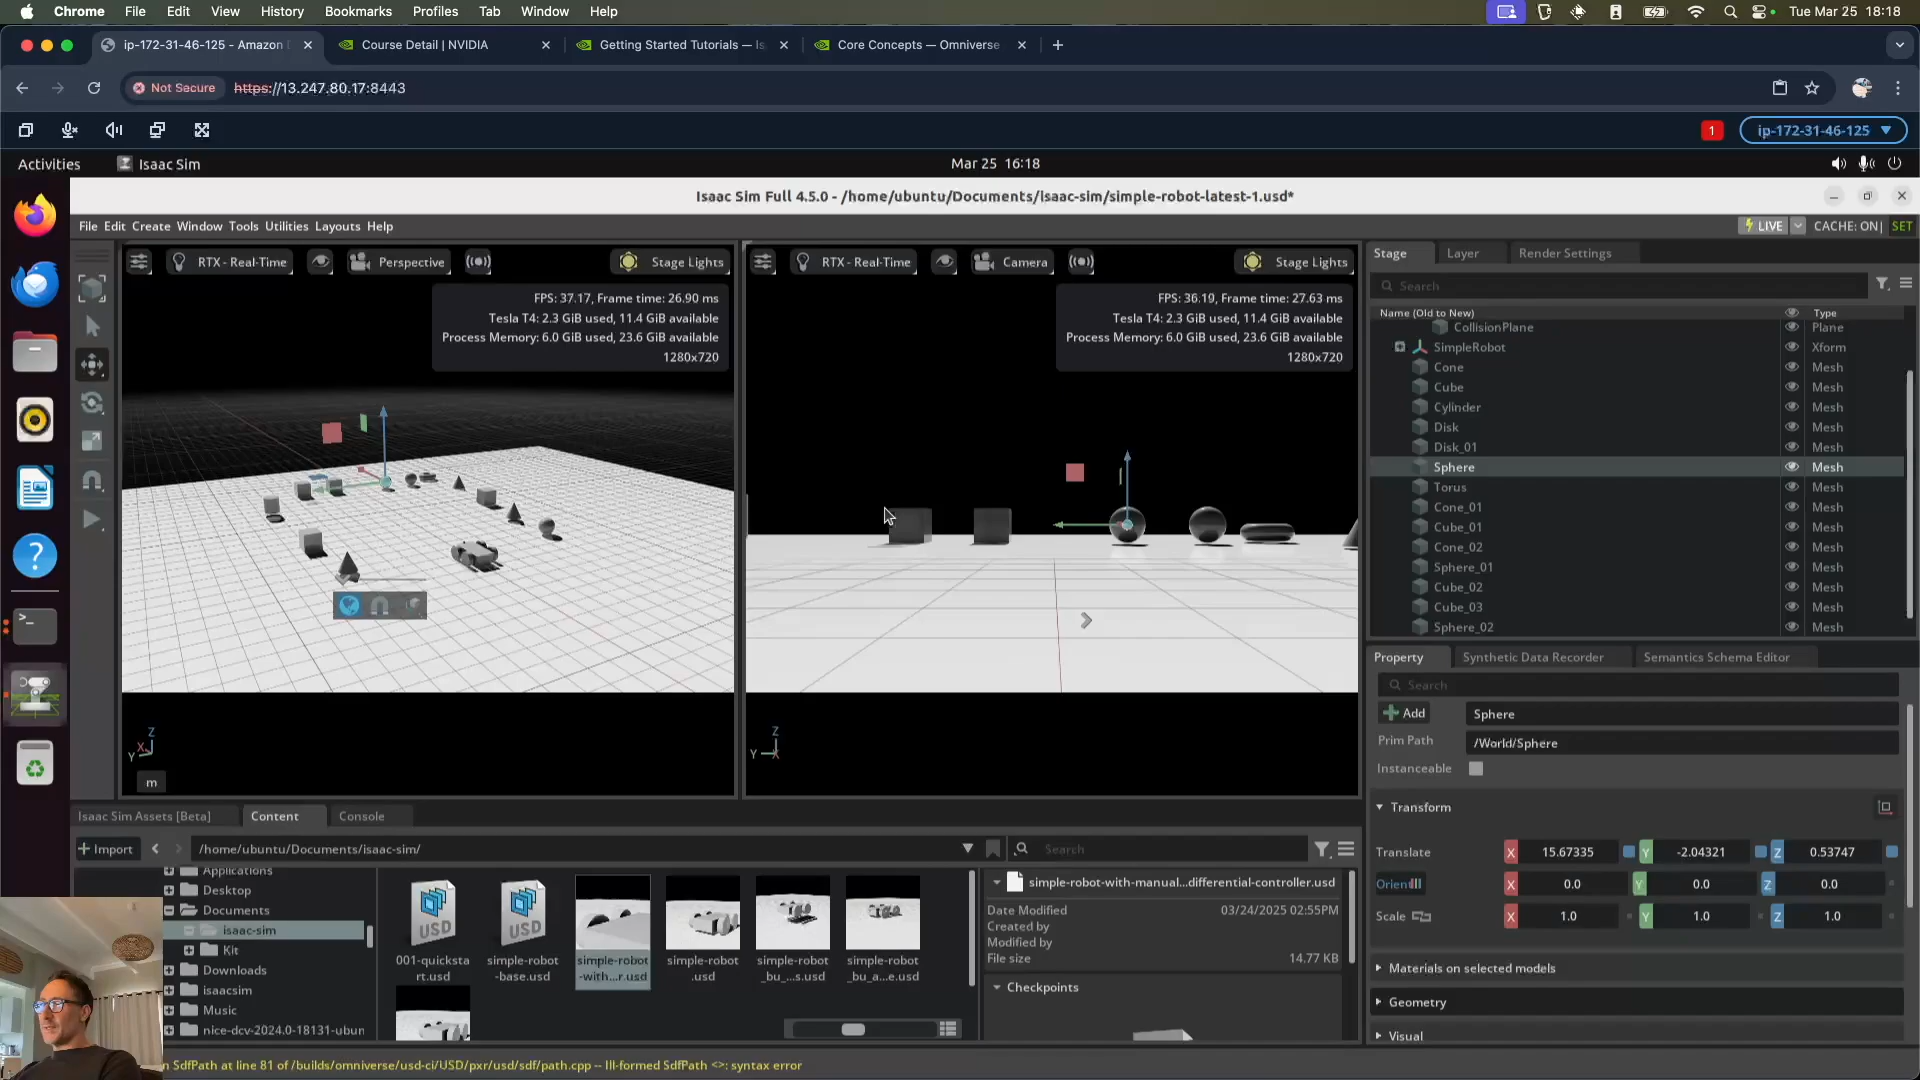 Chrome File Edit View History Bookmarks Profiles Tab Window Help Tue Mar 25 18:18
ip-172-31-46-125 - Amazon Course Detail | NVIDIA Getting Started Tutorials — Is Core Concepts — Omniverse
Not Secure https://13.247.80.17:8443
1 ip-172-31-46-125
Activities Isaac Sim Mar 25 16:18
Isaac Sim Full 4.5.0 - /home/ubuntu/Documents/isaac-sim/simple-robot-latest-1.usd*
File Edit Create Window Tools Utilities Layouts Help LIVE CACHE: ON SET
RTX - Real-Time Perspective Stage Lights
FPS: 37.17, Frame time: 26.90 ms
Tesla T4: 2.3 GiB used, 11.4 GiB available
Process Memory: 6.0 GiB used, 23.6 GiB available
1280x720
Z
X
Y
m
RTX - Real-Time Camera Stage Lights
FPS: 36.19, Frame time: 27.63 ms
Tesla T4: 2.3 GiB used, 11.4 GiB available
Process Memory: 6.0 GiB used, 23.6 GiB available
1280x720
Z
Y X
Stage Layer Render Settings
Search
Name (Old to New) Type
CollisionPlane Plane
SimpleRobot Xform
Cone Mesh
Cube Mesh
Cylinder Mesh
Disk Mesh
Disk_01 Mesh
Sphere Mesh
Torus Mesh
Cone_01 Mesh
Cube_01 Mesh
Cone_02 Mesh
Sphere_01 Mesh
Cube_02 Mesh
Cube_03 Mesh
Sphere_02 Mesh
Property Synthetic Data Recorder Semantics Schema Editor
Search
Add Sphere
Prim Path /World/Sphere
Instanceable
Transform
Translate X 15.67335 Y -2.04321 Z 0.53747
Orient X 0.0 Y 0.0 Z 0.0
Scale X 1.0 Y 1.0 Z 1.0
Materials on selected models
Geometry
Visual
Isaac Sim Assets [Beta] Content Console
Import /home/ubuntu/Documents/isaac-sim/ Search
Applications
Desktop
Documents
isaac-sim
Kit
Downloads
isaacsim
Music
nice-dcv-2024.0-18131-ubun
USD
001-quicksta
rt.usd
USD
simple-robot
-base.usd
simple-robot
-with...r.usd
simple-robot
.usd
simple-robot
_bu_...s.usd
simple-robot
_bu_a...e.usd
simple-robot-with-manual...differential-controller.usd
Date Modified 03/24/2025 02:55PM
Created by
Modified by
File size 14.77 KB
Checkpoints
SdfPath at line 81 of /builds/omniverse/usd-ci/USD/pxr/usd/sdf/path.cpp -- Ill-formed SdfPath <>: syntax error